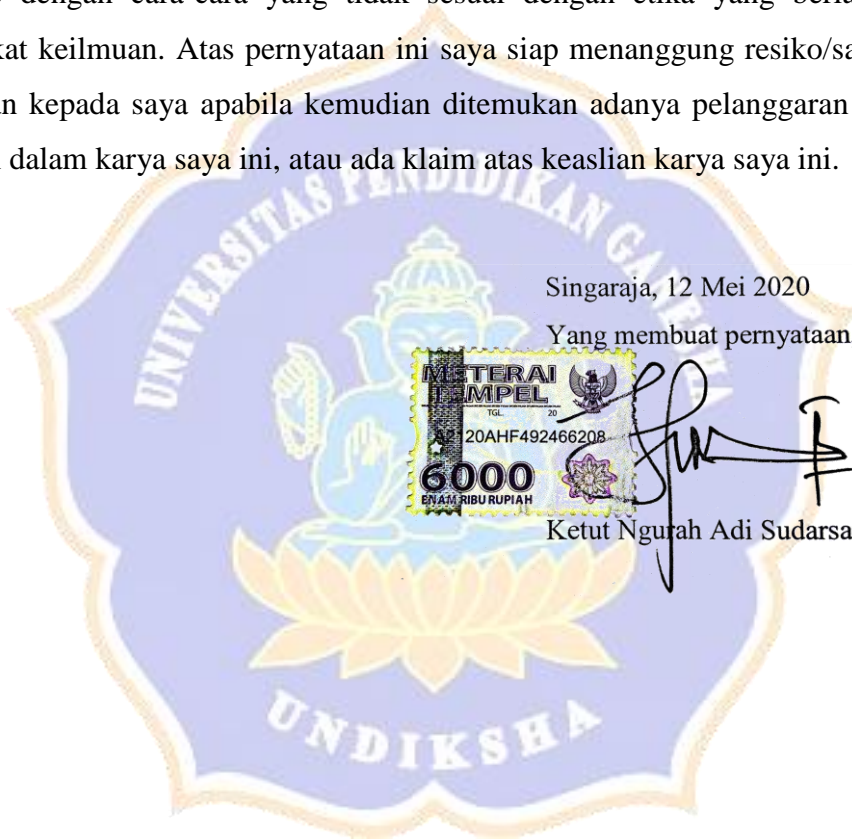 dengan cara-cara yang tidak sesuai dengan etika yang
kat keilmuan. Atas pernyataan ini saya siap menanggung resiko/sa
n kepada saya apabila kemudian ditemukan adanya pelanggaran
dalam karya saya ini, atau ada klaim atas keaslian karya saya ini.
UNIVERSITAS PENDIDIKAN GANESHA
Singaraja, 12 Mei 2020
Yang membuat pernyataan
METERAI
TEMPEL
TGL. 20
A2120AHF492466208
6000
ENAM RIBU RUPIAH
Ketut Ngurah Adi Sudarsa
UNDIKSHA